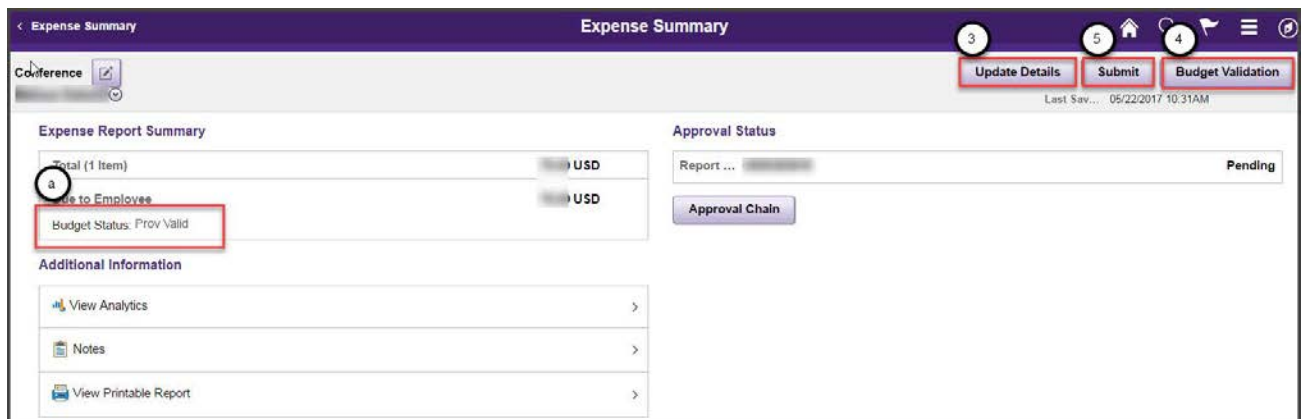 Expense Summary
Expense Summary
3
5
4
Conference
Update Details
Submit
Budget Validation
Last Sav... 05/22/2017 10:31AM
Expense Report Summary
Approval Status
Total (1 Item)
USD
Report ...
Pending
a
Due to Employee
USD
Approval Chain
Budget Status: Prov Valid
Additional Information
View Analytics
Notes
View Printable Report